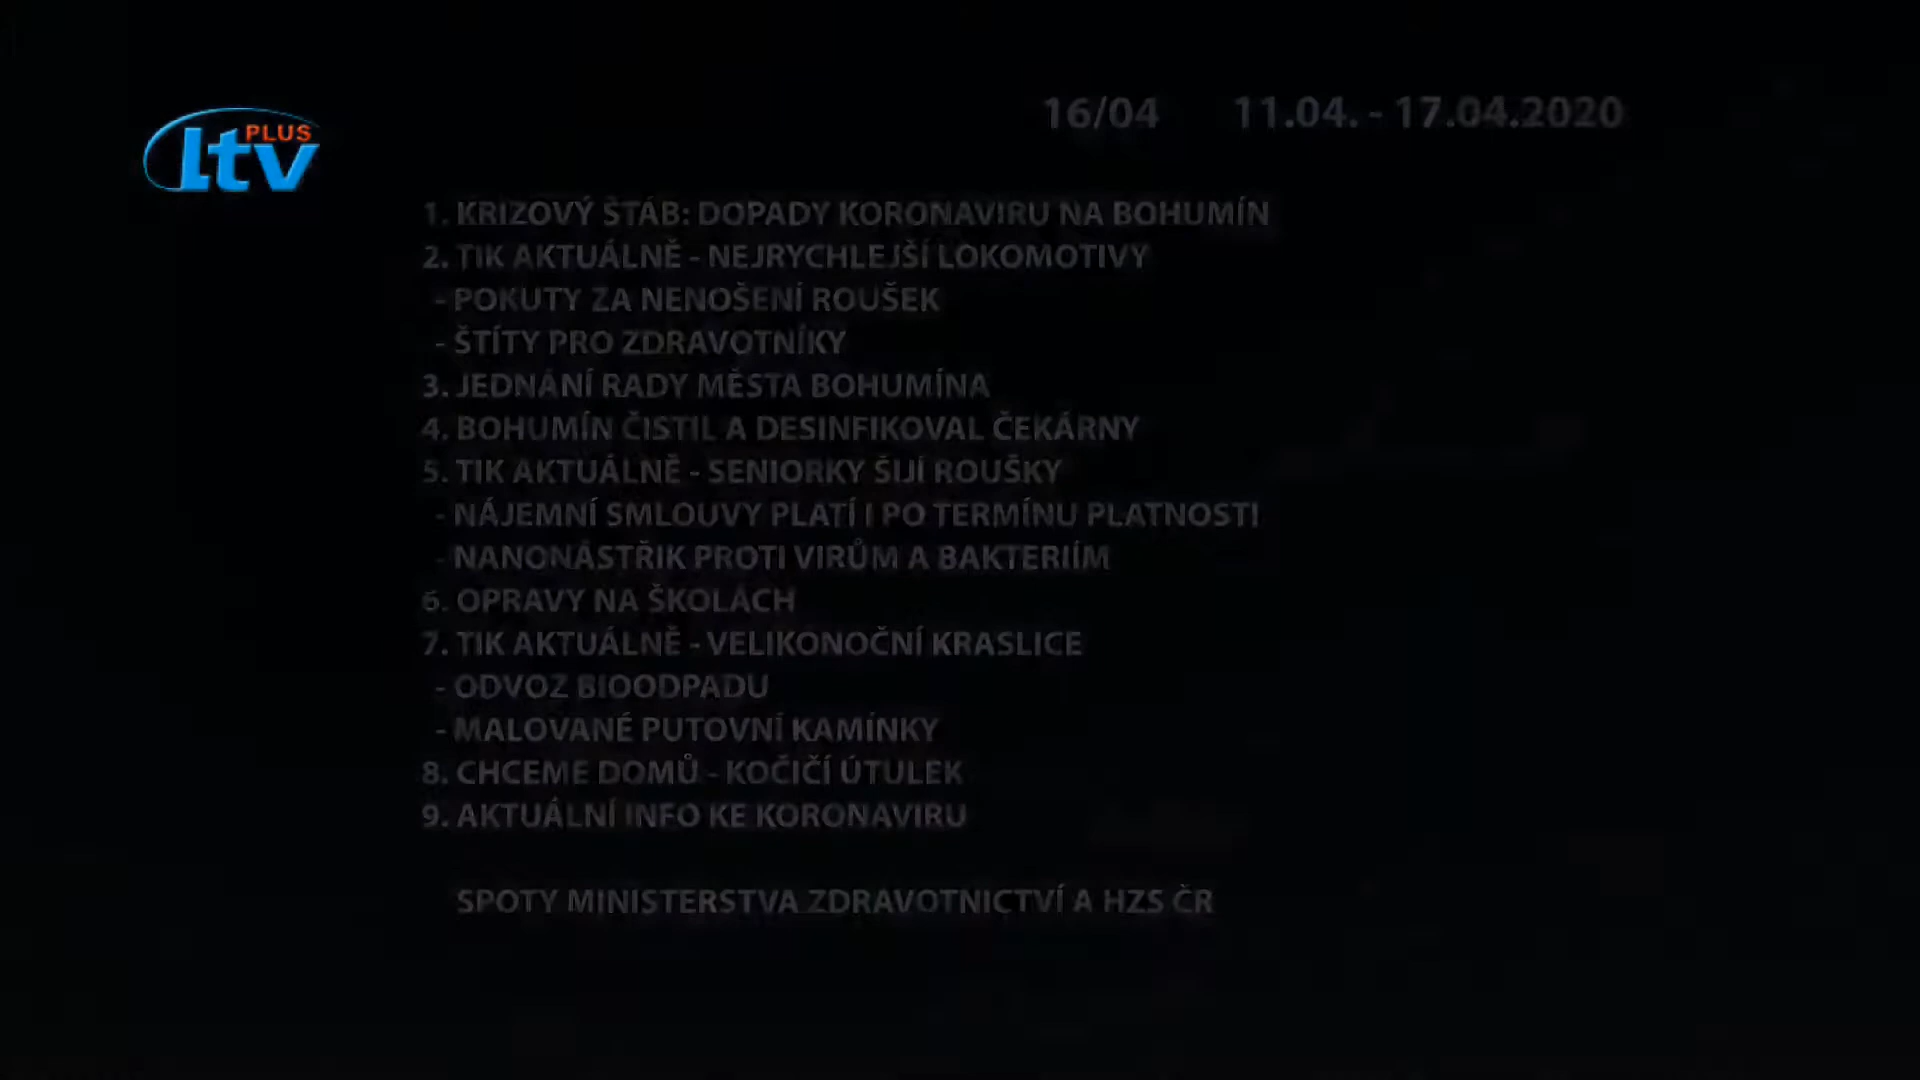 ltv PLUS
16/04 11.04. - 17.04.2020
1. KRIZOVÝ ŠTÁB: DOPADY KORONAVIRU NA BOHUMÍN
2. TIK AKTUÁLNĚ - NEJRYCHLEJŠÍ LOKOMOTIVY
- POKUTY ZA NENOŠENÍ ROUŠEK
- ŠTÍTY PRO ZDRAVOTNÍKY
3. JEDNÁNÍ RADY MĚSTA BOHUMÍNA
4. BOHUMÍN ČISTIL A DESINFIKOVAL ČEKÁRNY
5. TIK AKTUÁLNĚ - SENIORKY ŠIJÍ ROUŠKY
- NÁJEMNÍ SMLOUVY PLATÍ I PO TERMÍNU PLATNOSTI
- NANONÁSTŘIK PROTI VIRŮM A BAKTERIÍM
6. OPRAVY NA ŠKOLÁCH
7. TIK AKTUÁLNĚ - VELIKONOČNÍ KRASLICE
- ODVOZ BIOODPADU
- MALOVANÉ PUTOVNÍ KAMÍNKY
8. CHCEME DOMŮ - KOČIČÍ ÚTULEK
9. AKTUÁLNÍ INFO KE KORONAVIRU
SPOTY MINISTERSTVA ZDRAVOTNICTVÍ A HZS ČR